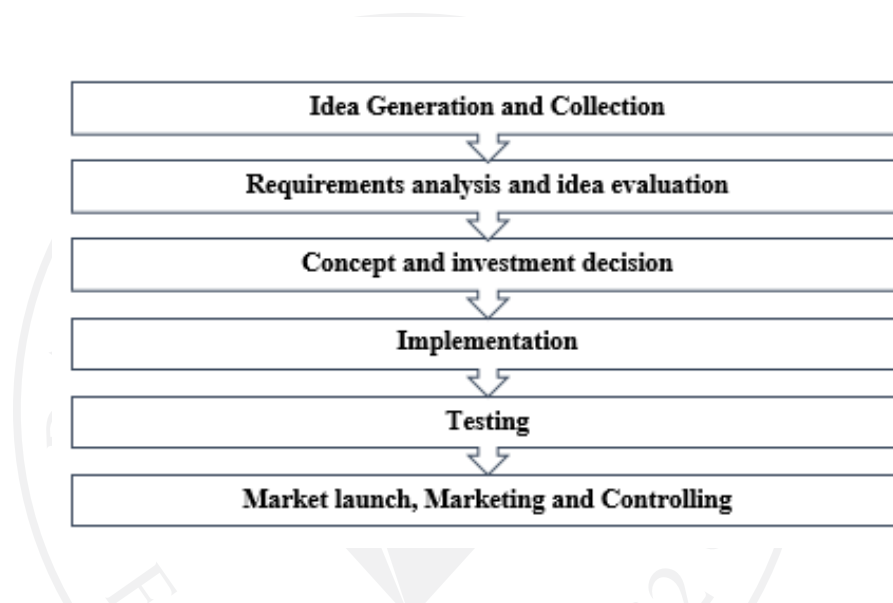 Idea Generation and Collection
Requirements analysis and idea evaluation
Concept and investment decision
Implementation
Testing
Market launch, Marketing and Controlling